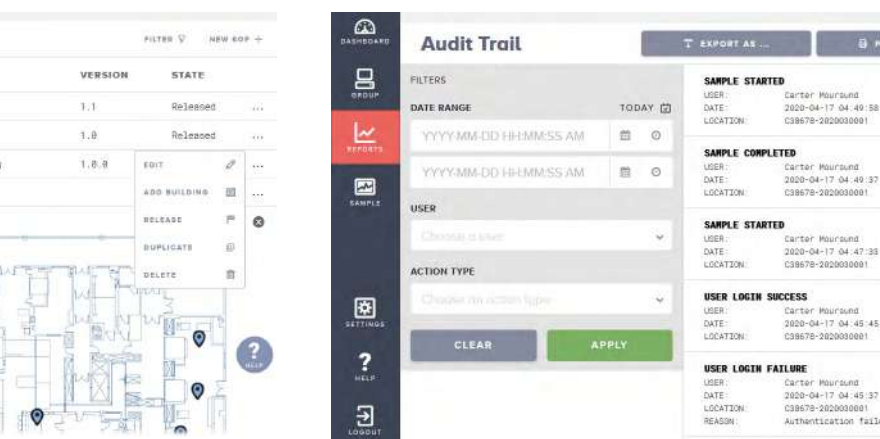 FILTER
NEW SOP +
VERSION STATE
1.1 Released ...
1.0 Released ...
1.0.0 ...
EDIT
ADD BUILDING
RELEASE
DUPLICATE
DELETE
?
HELP
DASHBOARD
GROUP
REPORTS
SAMPLE
SETTINGS
?
HELP
LOGOUT
Audit Trail
EXPORT AS ...
P
FILTERS
DATE RANGE TODAY
YYYY-MM-DD HH:MM:SS AM
YYYY-MM-DD HH:MM:SS AM
USER
Choose a user
ACTION TYPE
Choose an action type
CLEAR APPLY
SAMPLE STARTED
USER: Carter Moursund
DATE: 2020-04-17 04:49:58
LOCATION: C38678-2020030001
SAMPLE COMPLETED
USER: Carter Moursund
DATE: 2020-04-17 04:49:37
LOCATION: C38678-2020030001
SAMPLE STARTED
USER: Carter Moursund
DATE: 2020-04-17 04:47:33
LOCATION: C38678-2020030001
USER LOGIN SUCCESS
USER: Carter Moursund
DATE: 2020-04-17 04:45:45
LOCATION: C38678-2020030001
USER LOGIN FAILURE
USER: Carter Moursund
DATE: 2020-04-17 04:45:37
LOCATION: C38678-2020030001
REASON: Authentication faile